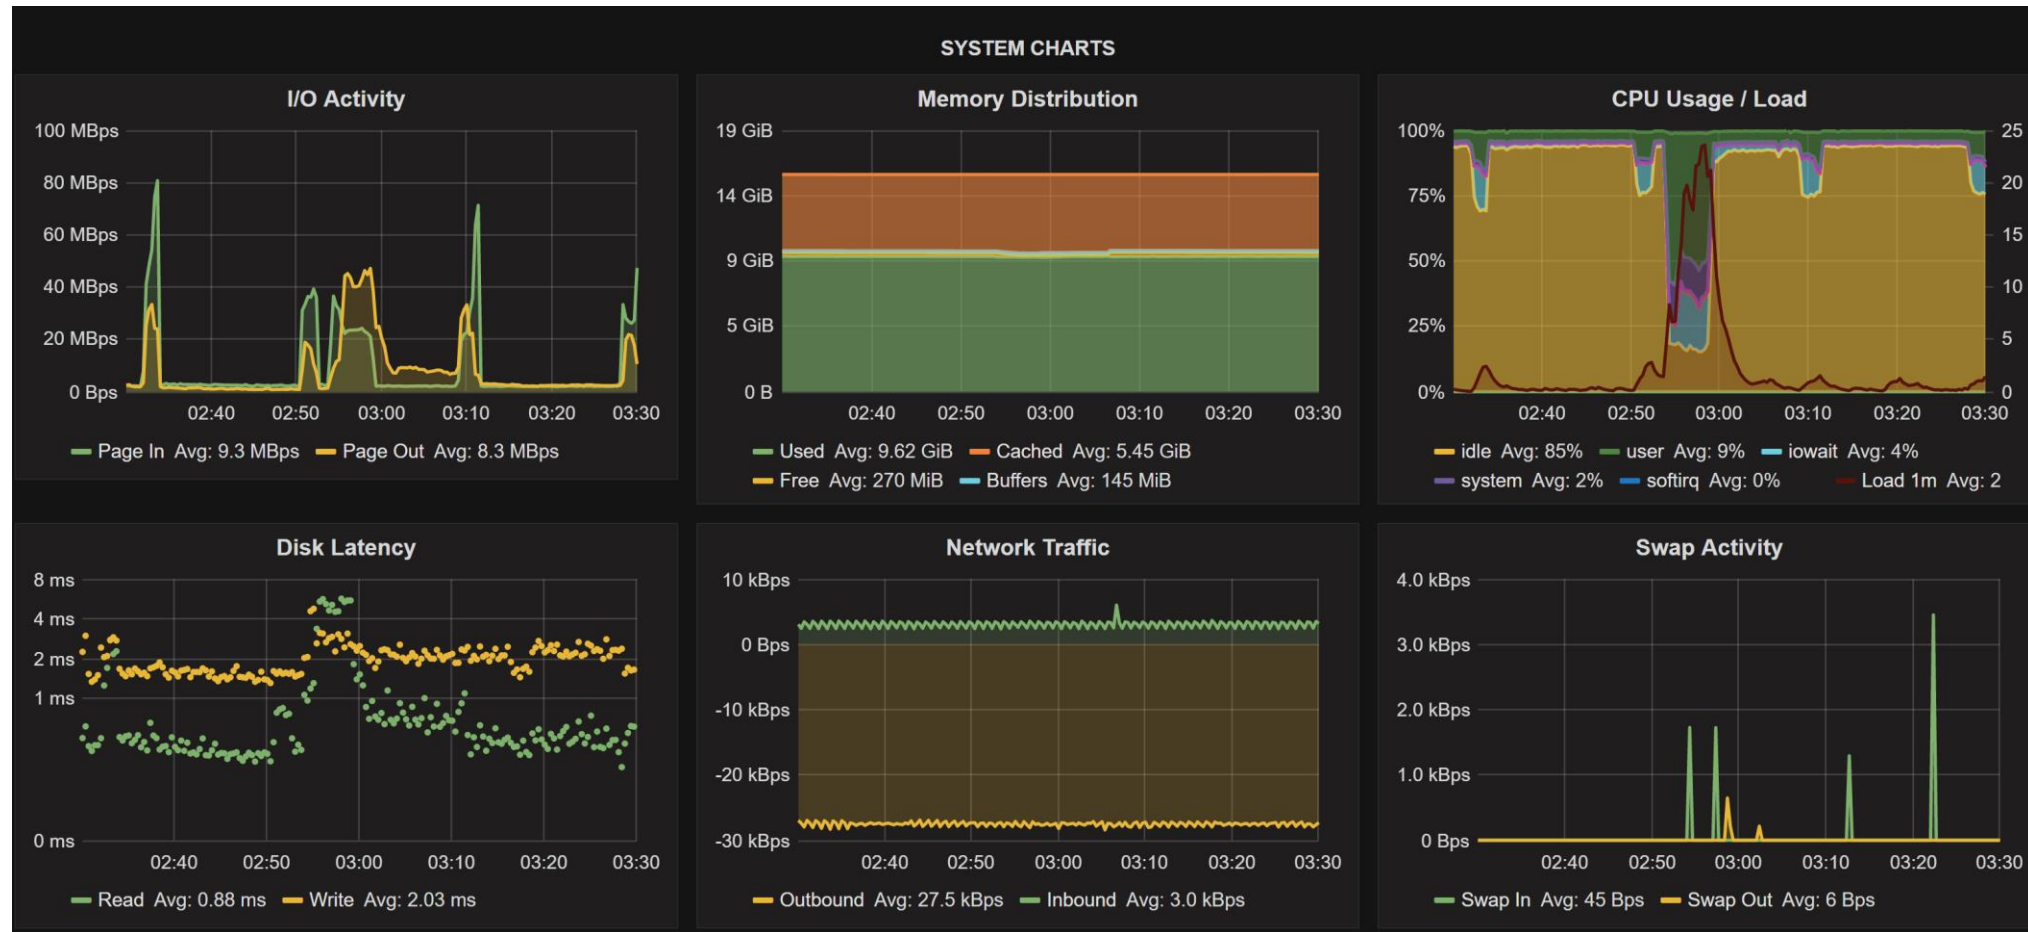 SYSTEM CHARTS
I/O Activity
100 MBps
80 MBps
60 MBps
40 MBps
20 MBps
0 Bps
02:40 02:50 03:00 03:10 03:20 03:30
Page In Avg: 9.3 MBps Page Out Avg: 8.3 MBps
Memory Distribution
19 GiB
14 GiB
9 GiB
5 GiB
0 B
02:40 02:50 03:00 03:10 03:20 03:30
Used Avg: 9.62 GiB Cached Avg: 5.45 GiB
Free Avg: 270 MiB Buffers Avg: 145 MiB
CPU Usage / Load
100% 25
20
75%
15
50%
10
25%
5
0% 0
02:40 02:50 03:00 03:10 03:20 03:30
idle Avg: 85% user Avg: 9% iowait Avg: 4%
system Avg: 2% softirq Avg: 0% Load 1m Avg: 2
Disk Latency
8 ms
4 ms
2 ms
1 ms
0 ms
02:40 02:50 03:00 03:10 03:20 03:30
Read Avg: 0.88 ms Write Avg: 2.03 ms
Network Traffic
10 kBps
0 Bps
-10 kBps
-20 kBps
-30 kBps
02:40 02:50 03:00 03:10 03:20 03:30
Outbound Avg: 27.5 kBps Inbound Avg: 3.0 kBps
Swap Activity
4.0 kBps
3.0 kBps
2.0 kBps
1.0 kBps
0 Bps
02:40 02:50 03:00 03:10 03:20 03:30
Swap In Avg: 45 Bps Swap Out Avg: 6 Bps